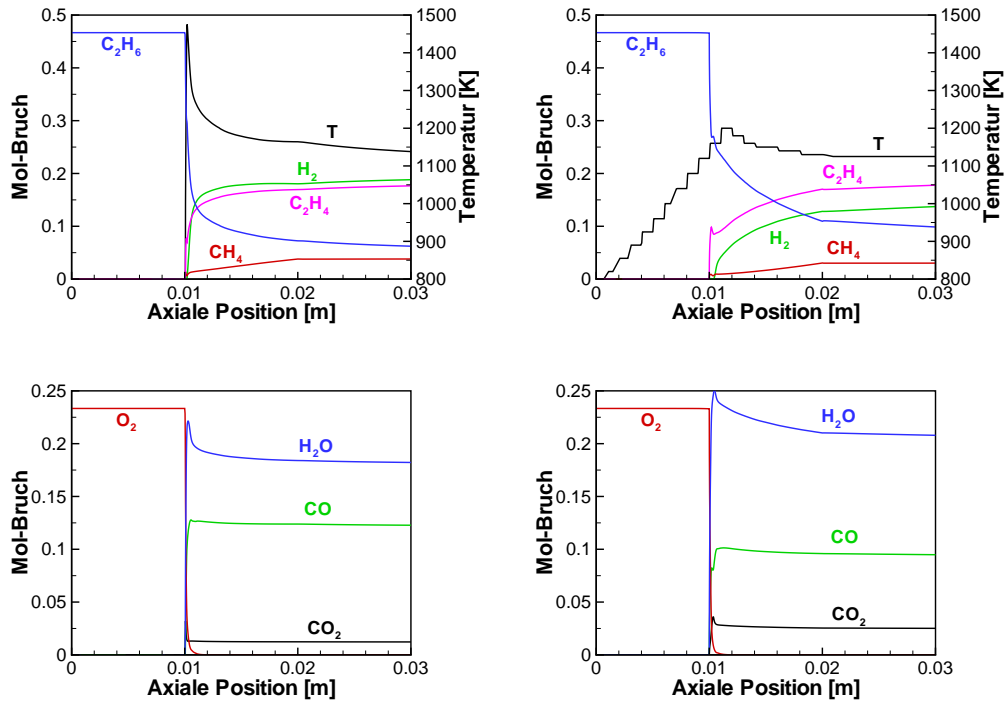 0.5
0.4
0.3
0.2
0.1
0
Mol-Bruch
1500
1400
1300
1200
1100
1000
900
800
Temperatur [K]
0 0.01 0.02 0.03
Axiale Position [m]
C₂H₆
T
H₂
C₂H₄
CH₄
0.5
0.4
0.3
0.2
0.1
0
Mol-Bruch
1500
1400
1300
1200
1100
1000
900
800
Temperatur [K]
0 0.01 0.02 0.03
Axiale Position [m]
C₂H₆
T
C₂H₄
H₂
CH₄
0.25
0.25
0.15
0.1
0.05
0
Mol-Bruch
0 0.01 0.02 0.03
Axiale Position [m]
O₂
H₂O
CO
CO₂
0.25
0.25
0.15
0.1
0.05
0
Mol-Bruch
0 0.01 0.02 0.03
Axiale Position [m]
O₂
H₂O
CO
CO₂